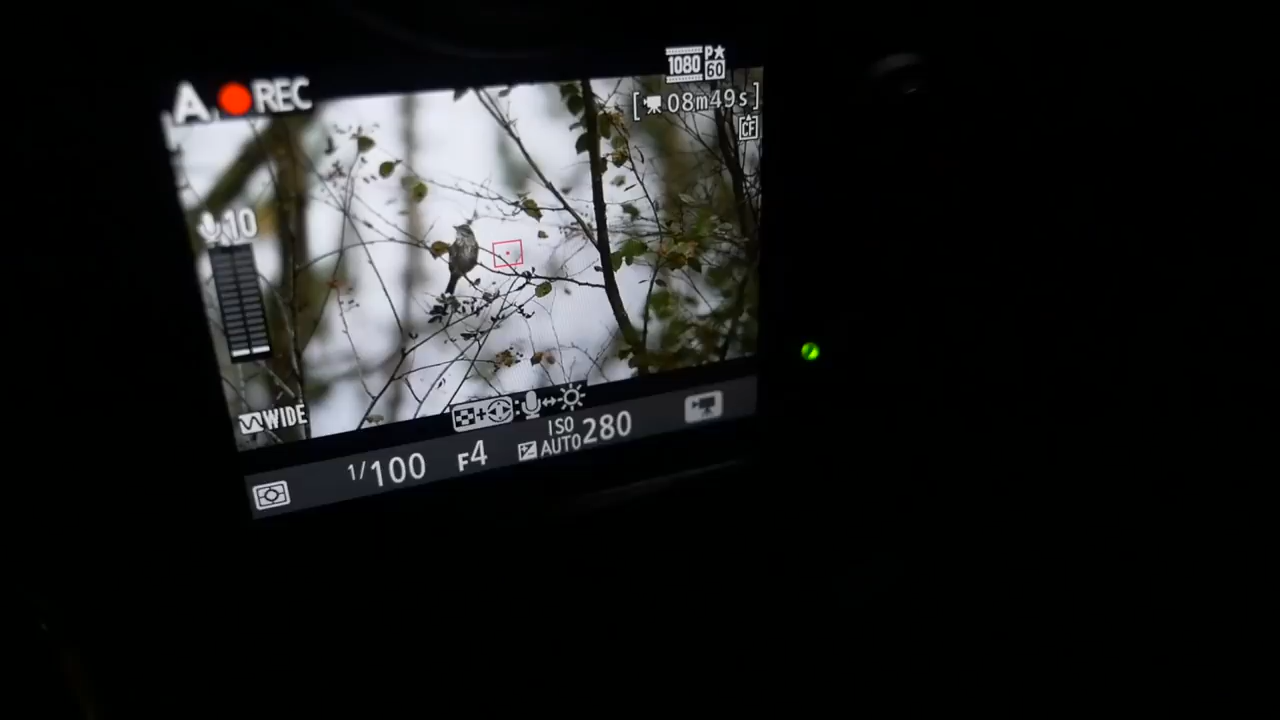 1080 P★
60
A REC
[08m49s]
CF
10
WIDE
1/100 F4 ISO AUTO 280